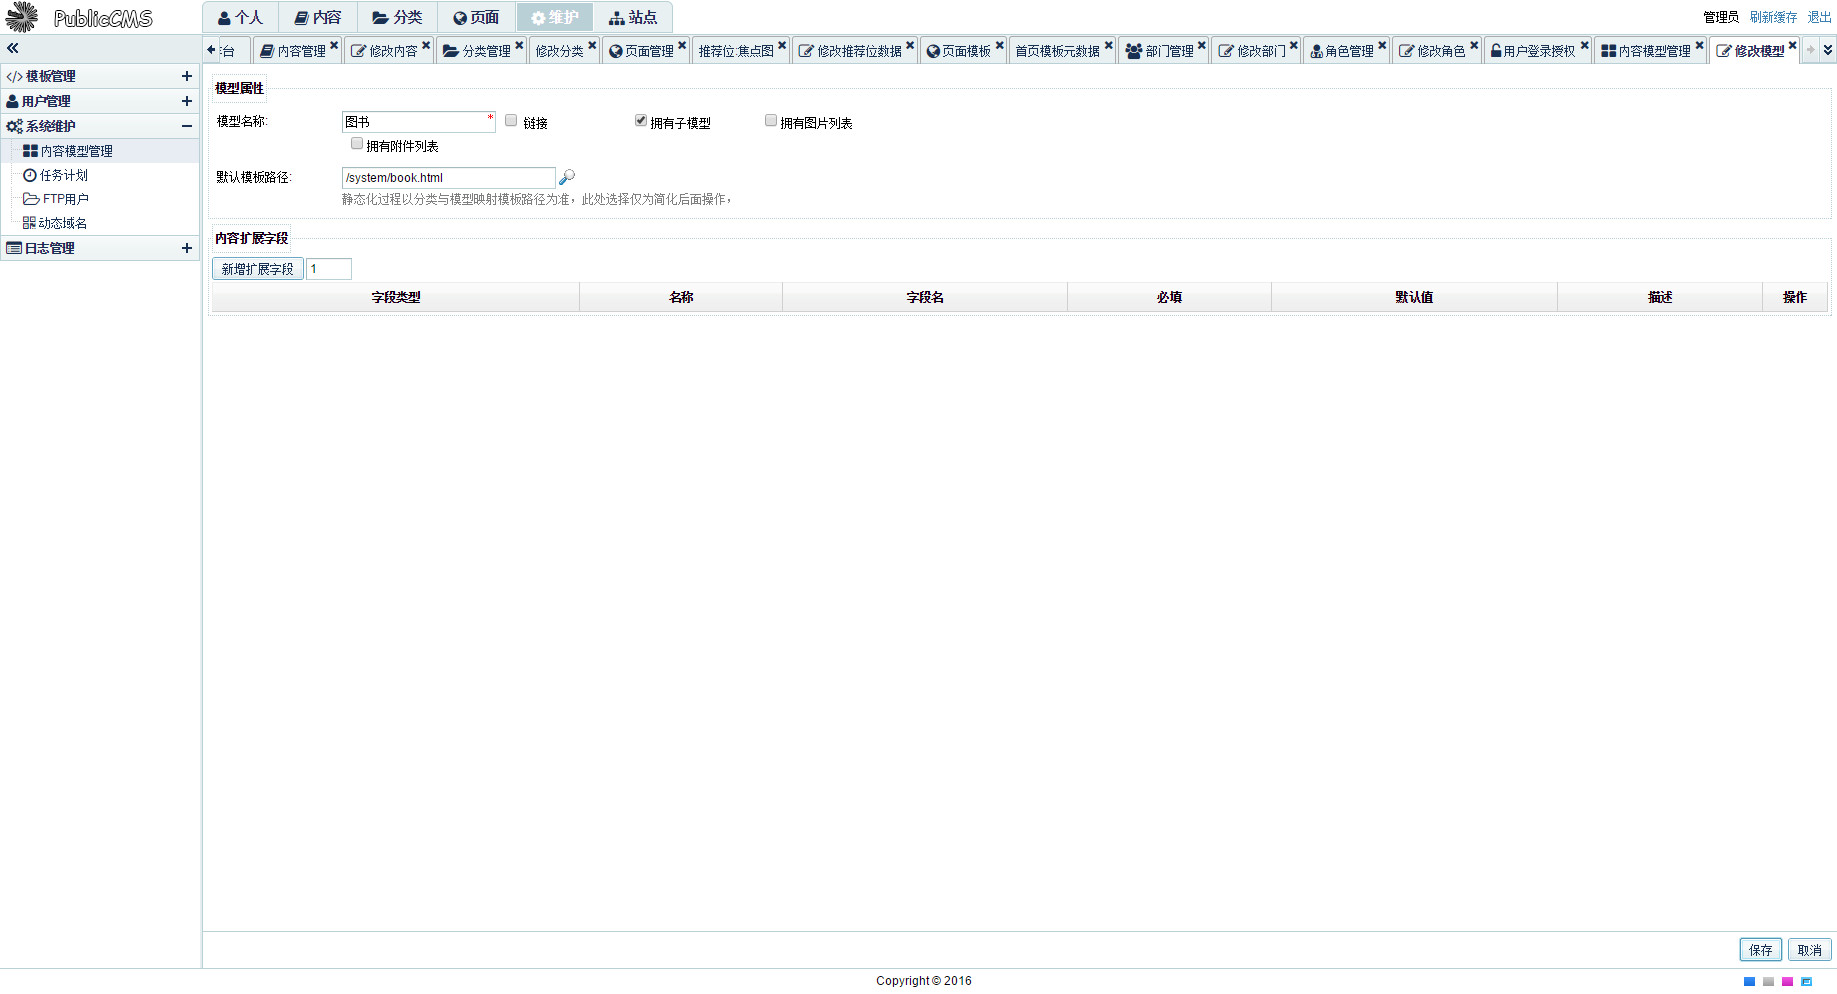 PublicCMS
个人 内容 分类 页面 维护 站点
管理员 刷新缓存 退出
台 内容管理 修改内容 分类管理 修改分类 页面管理 推荐位:焦点图 修改推荐位数据 页面模板 首页模板元数据 部门管理 修改部门 角色管理 修改角色 用户登录授权 内容模型管理 修改模型
模板管理
用户管理
系统维护
内容模型管理
任务计划
FTP用户
动态域名
日志管理
模型属性
模型名称: 图书 * 链接 拥有子模型 拥有图片列表
拥有附件列表
默认模板路径: /system/book.html
静态化过程以分类与模型映射模板路径为准，此处选择仅为简化后面操作，
内容扩展字段
新增扩展字段 1
字段类型 名称 字段名 必填 默认值 描述 操作
保存 取消
Copyright © 2016